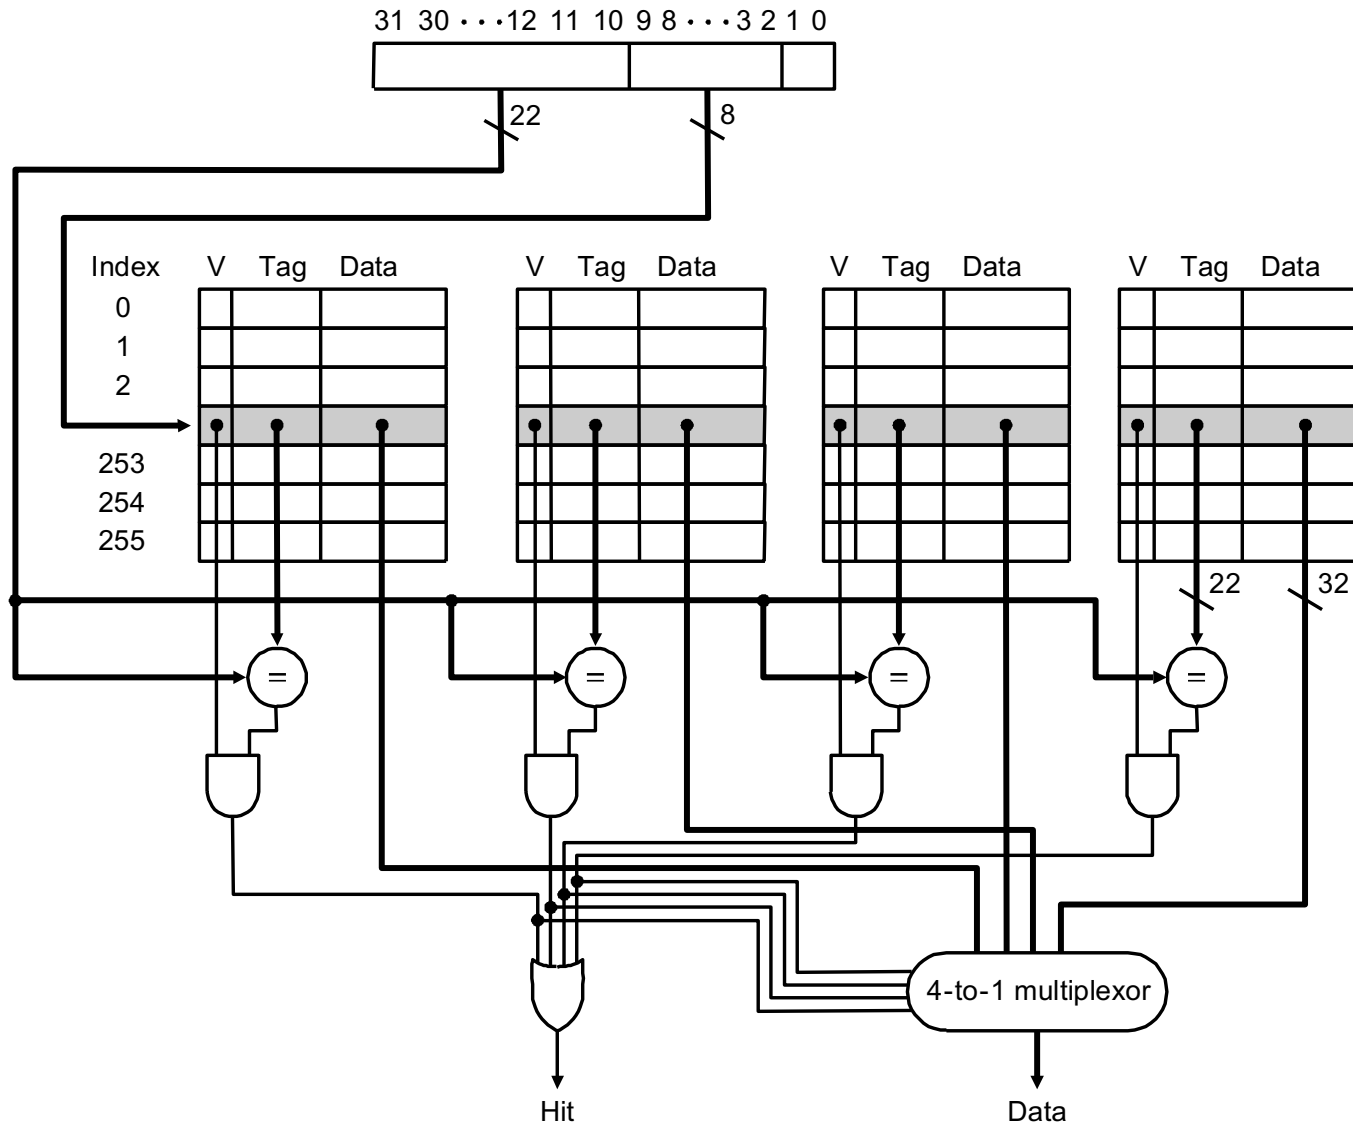 31 30 ···12 11 10 9 8 ···3 2 1 0
22 8
Index V Tag Data V Tag Data V Tag Data V Tag Data
0
1
2
253
254
255
22 32
= = = =
4-to-1 multiplexor
Hit Data